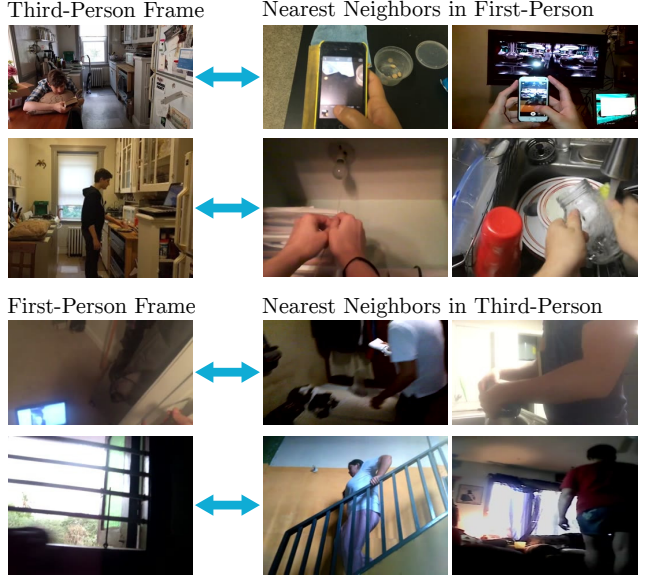 Third-Person Frame
Nearest Neighbors in First-Person
First-Person Frame
Nearest Neighbors in Third-Person